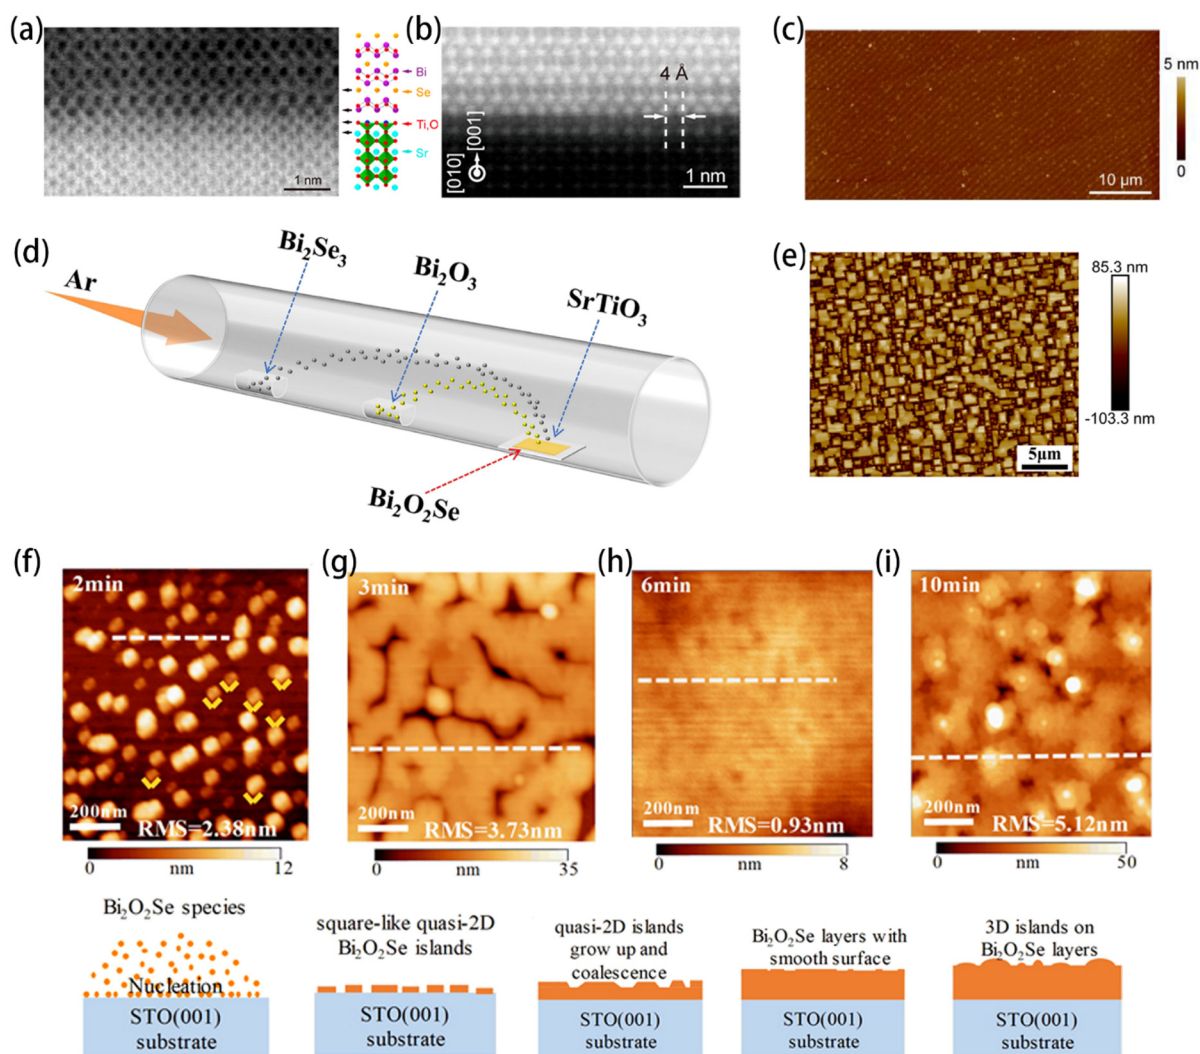 (a)
Bi
Se
Ti,O
Sr
1 nm
(b)
4 Å
[010]
[001]
1 nm
(c)
5 nm
0
10 μm
(d)
Ar
Bi₂Se₃
Bi₂O₃
SrTiO₃
Bi₂O₂Se
(e)
85.3 nm
-103.3 nm
5μm
(f)
2min
200nm
RMS=2.38nm
0 nm 12
(g)
3min
200nm
RMS=3.73nm
0 nm 35
(h)
6min
200nm
RMS=0.93nm
0 nm 8
(i)
10min
200nm
RMS=5.12nm
0 nm 50
Bi₂O₂Se species
Nucleation
STO(001)
substrate
square-like quasi-2D
Bi₂O₂Se islands
STO(001)
substrate
quasi-2D islands
grow up and
coalescence
STO(001)
substrate
Bi₂O₂Se layers with
smooth surface
STO(001)
substrate
3D islands on
Bi₂O₂Se layers
STO(001)
substrate